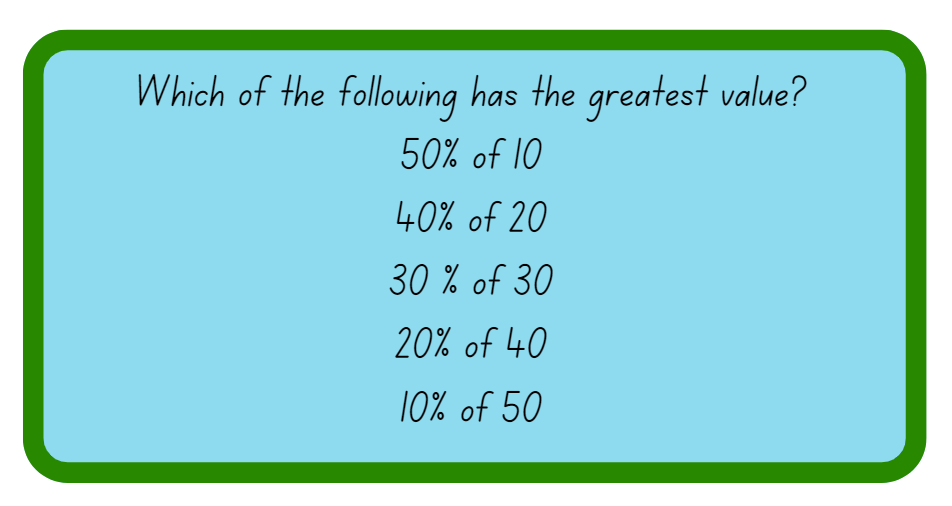 Which of the following has the greatest value?
50% of 10
40% of 20
30 % of 30
20% of 40
10% of 50